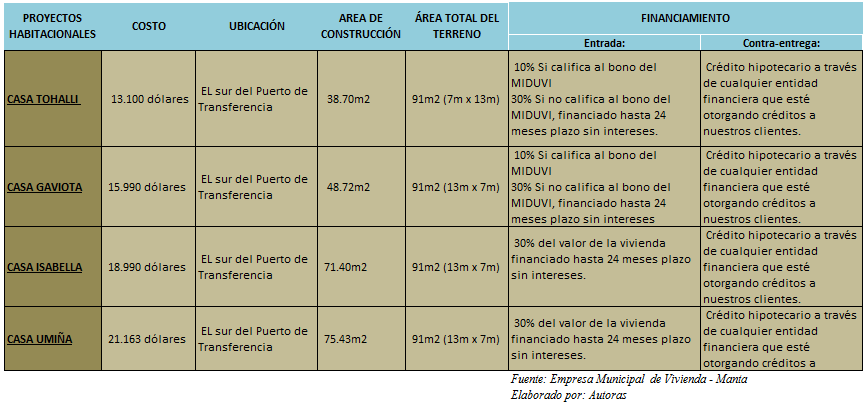 PROYECTOS
HABITACIONALES
COSTO
UBICACIÓN
AREA DE
CONSTRUCCIÓN
ÁREA TOTAL DEL
TERRENO
FINANCIAMIENTO
Entrada:
Contra-entrega:
CASA TOHALLI
13.100 dólares
EL sur del Puerto de
Transferencia
38.70m2
91m2 (7m x 13m)
10% Si califica al bono del
MIDUVI
30% Si no califica al bono del
MIDUVI, financiado hasta 24
meses plazo sin intereses.
Crédito hipotecario a través
de cualquier entidad
financiera que esté
otorgando créditos a
nuestros clientes.
CASA GAVIOTA
15.990 dólares
EL sur del Puerto de
Transferencia
48.72m2
91m2 (13m x 7m)
10% Si califica al bono del
MIDUVI
30% Si no califica al bono del
MIDUVI, financiado hasta 24
meses plazo sin intereses
Crédito hipotecario a través
de cualquier entidad
financiera que esté
otorgando créditos a
nuestros clientes.
CASA ISABELLA
18.990 dólares
EL sur del Puerto de
Transferencia
71.40m2
91m2 (13m x 7m)
30% del valor de la vivienda
financiado hasta 24 meses plazo
sin intereses.
Crédito hipotecario a través
de cualquier entidad
financiera que esté
otorgando créditos a
nuestros clientes.
CASA UMIÑA
21.163 dólares
EL sur del Puerto de
Transferencia
75.43m2
91m2 (13m x 7m)
30% del valor de la vivienda
financiado hasta 24 meses plazo
sin intereses.
Crédito hipotecario a través
de cualquier entidad
financiera que esté
otorgando créditos a
Fuente: Empresa Municipal de Vivienda - Manta
Elaborado por: Autoras